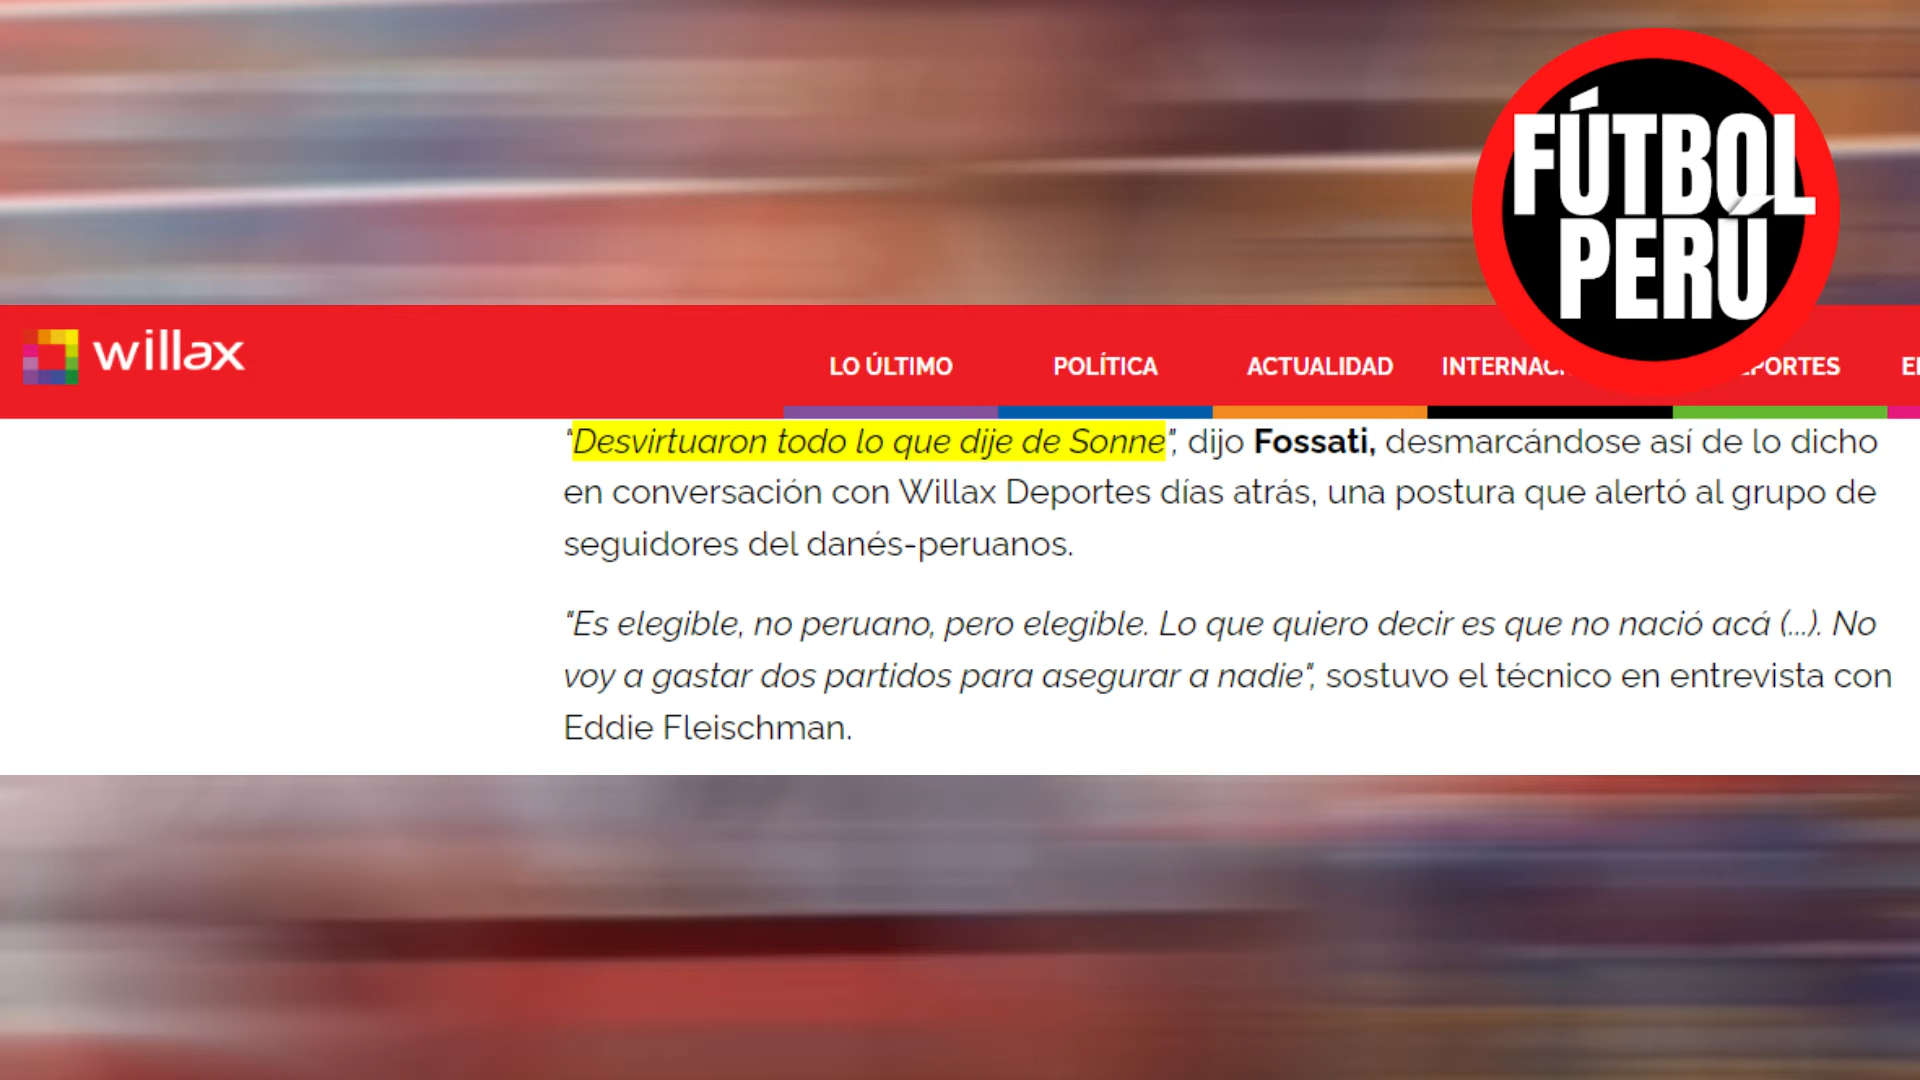 FÚTBOL
PERÚ
willax
LO ÚLTIMO POLÍTICA ACTUALIDAD
"Desvirtuaron todo lo que dije de Sonne", dijo Fossati, desmarcándose así de lo dicho
en conversación con Willax Deportes días atrás, una postura que alertó al grupo de
seguidores del danés-peruanos.
"Es elegible, no peruano, pero elegible. Lo que quiero decir es que no nació acá (...). No
voy a gastar dos partidos para asegurar a nadie", sostuvo el técnico en entrevista con
Eddie Fleischman.